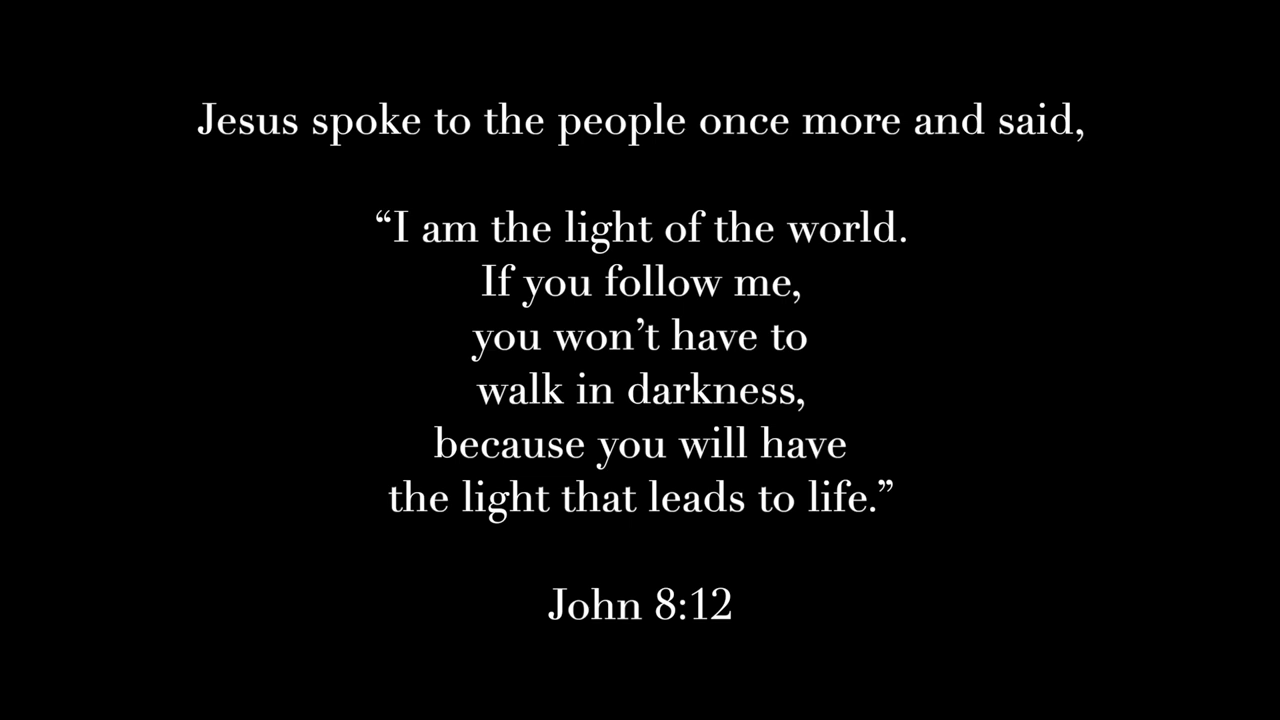 Jesus spoke to the people once more and said,
“I am the light of the world.
If you follow me,
you won’t have to
walk in darkness,
because you will have
the light that leads to life.”
John 8:12